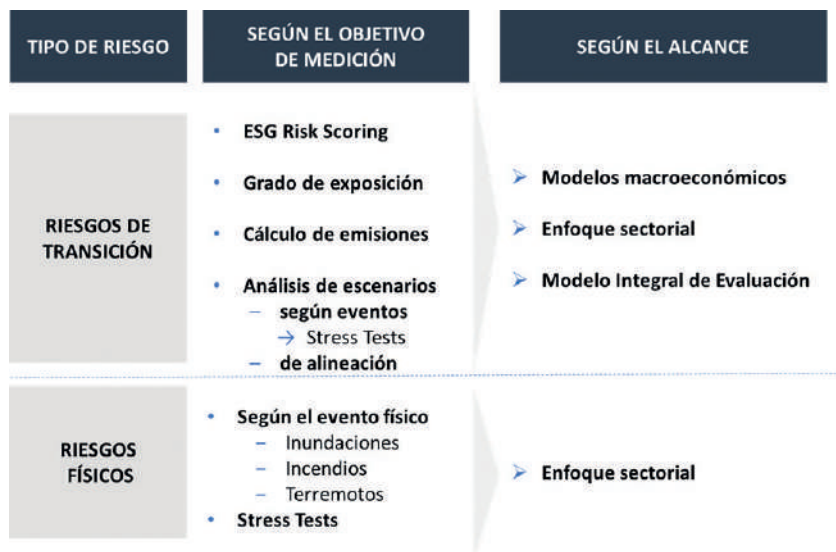 TIPO DE RIESGO
SEGÚN EL OBJETIVO
DE MEDICIÓN
SEGÚN EL ALCANCE
RIESGOS DE
TRANSICIÓN
• ESG Risk Scoring
• Grado de exposición
• Cálculo de emisiones
• Análisis de escenarios
– según eventos
→ Stress Tests
– de alineación
➢ Modelos macroeconómicos
➢ Enfoque sectorial
➢ Modelo Integral de Evaluación
RIESGOS
FÍSICOS
• Según el evento físico
– Inundaciones
– Incendios
– Terremotos
• Stress Tests
➢ Enfoque sectorial